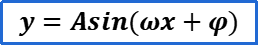 y = Asin(ωx + φ)